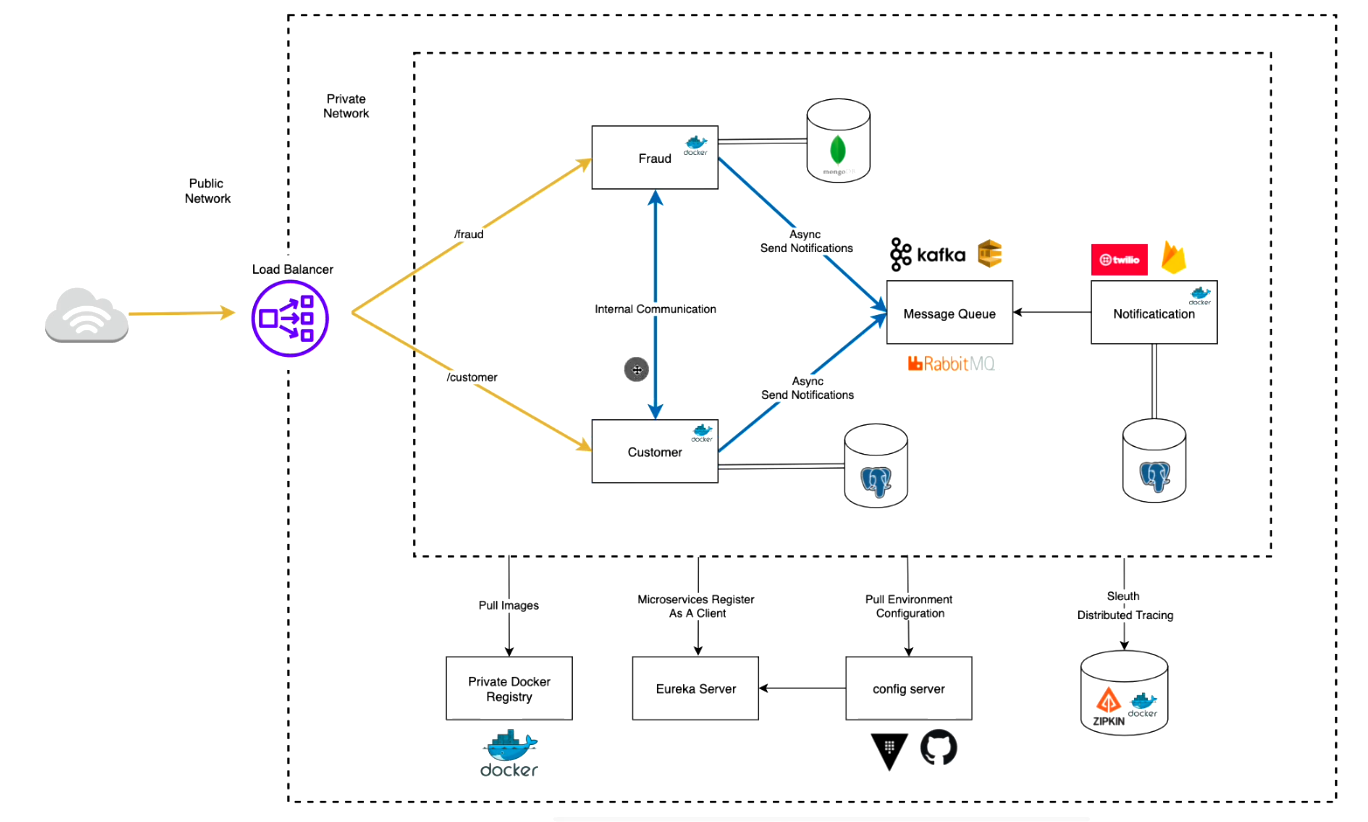 Private
Network
Public
Network
Load Balancer
/fraud
/customer
Fraud
docker
Internal Communication
Customer
docker
Async
Send Notifications
Async
Send Notifications
kafka
Message Queue
RabbitMQ
twilio
docker
Notificatication
Pull Images
Microservices Register
As A Client
Pull Environment
Configuration
Sleuth
Distributed Tracing
Private Docker
Registry
docker
Eureka Server
config server
ZIPKIN
docker